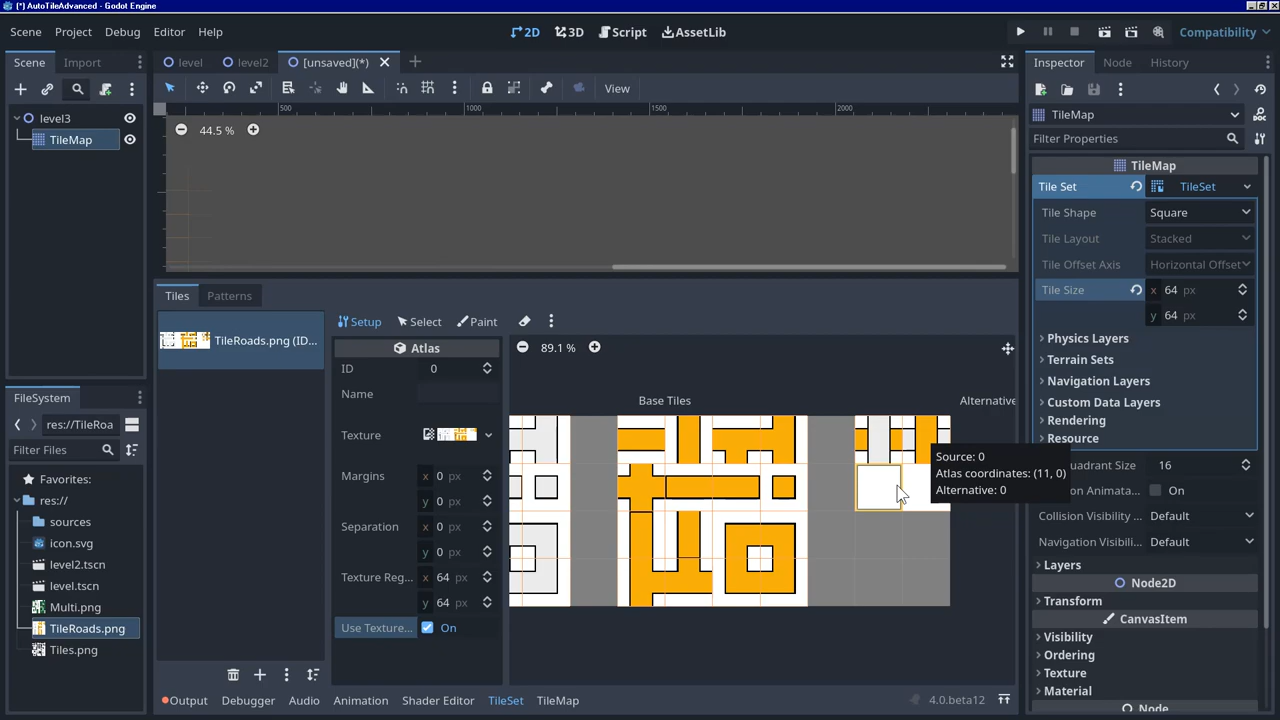 (*) AutoTileAdvanced - Godot Engine
Scene Project Debug Editor Help
2D 3D Script AssetLib
Compatibility
Scene Import
level level2 [unsaved](*)
Inspector Node History
View
level3
TileMap
500 1000 1500 2000
44.5 %
TileMap
Filter Properties
TileMap
Tile Set TileSet
Tile Shape Square
Tile Layout Stacked
Tile Offset Axis Horizontal Offset
Tile Size x 64 px
y 64 px
Physics Layers
Terrain Sets
Navigation Layers
Custom Data Layers
Rendering
Resource
Quadrant Size 16
On
Collision Visibility Default
Navigation Visibili... Default
Layers
Node2D
Transform
CanvasItem
Visibility
Ordering
Texture
Material
Node
Tiles Patterns
TileRoads.png (ID...
Setup Select Paint
Atlas
ID 0
Name
Texture
Margins x 0 px
y 0 px
Separation x 0 px
y 0 px
Texture Reg... x 64 px
y 64 px
Use Texture... On
89.1 %
Base Tiles
Alternative
Source: 0
Atlas coordinates: (11, 0)
Alternative: 0
FileSystem
res://TileRoa
Filter Files
Favorites:
res://
sources
icon.svg
level2.tscn
level.tscn
Multi.png
TileRoads.png
Tiles.png
Output Debugger Audio Animation Shader Editor TileSet TileMap
4.0.beta12